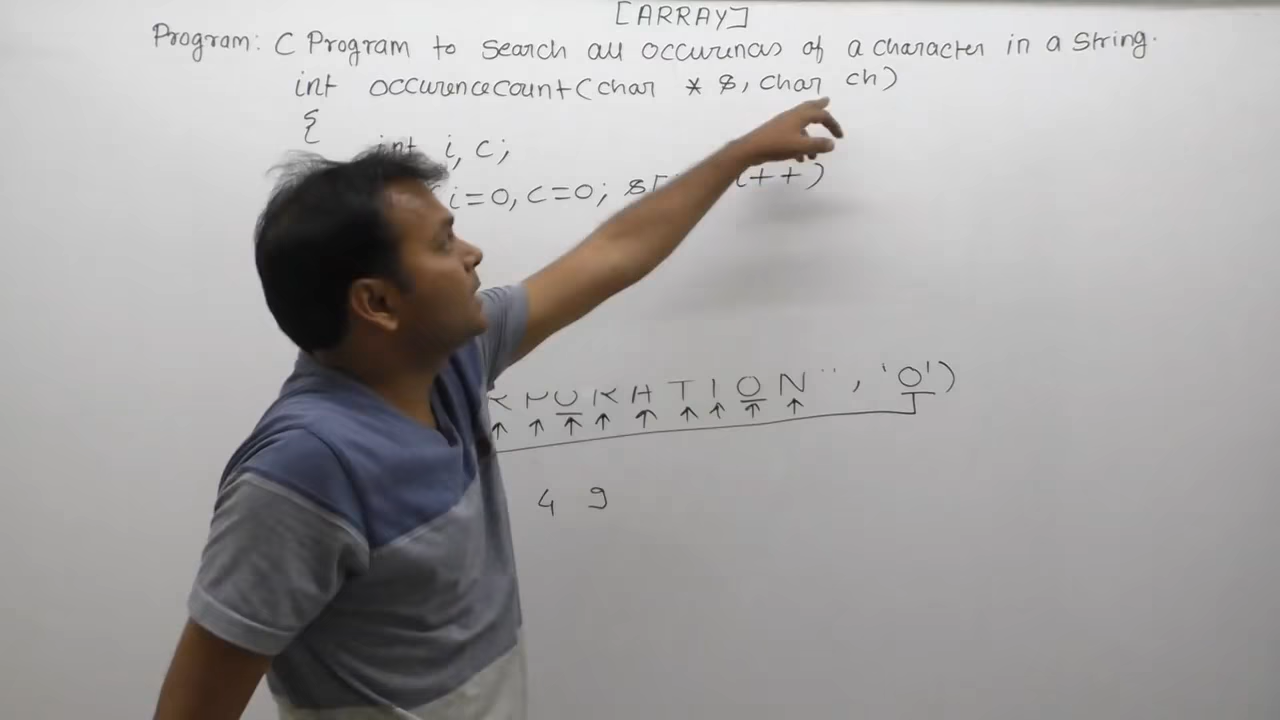 [ARRAY]
Program: C Program to Search all occurences of a character in a String.
int occurencecount(char * s, char ch)
{
int i, c;
i=0, c=0; s[ i++)
O R A T I O N ", 'O')
4 9